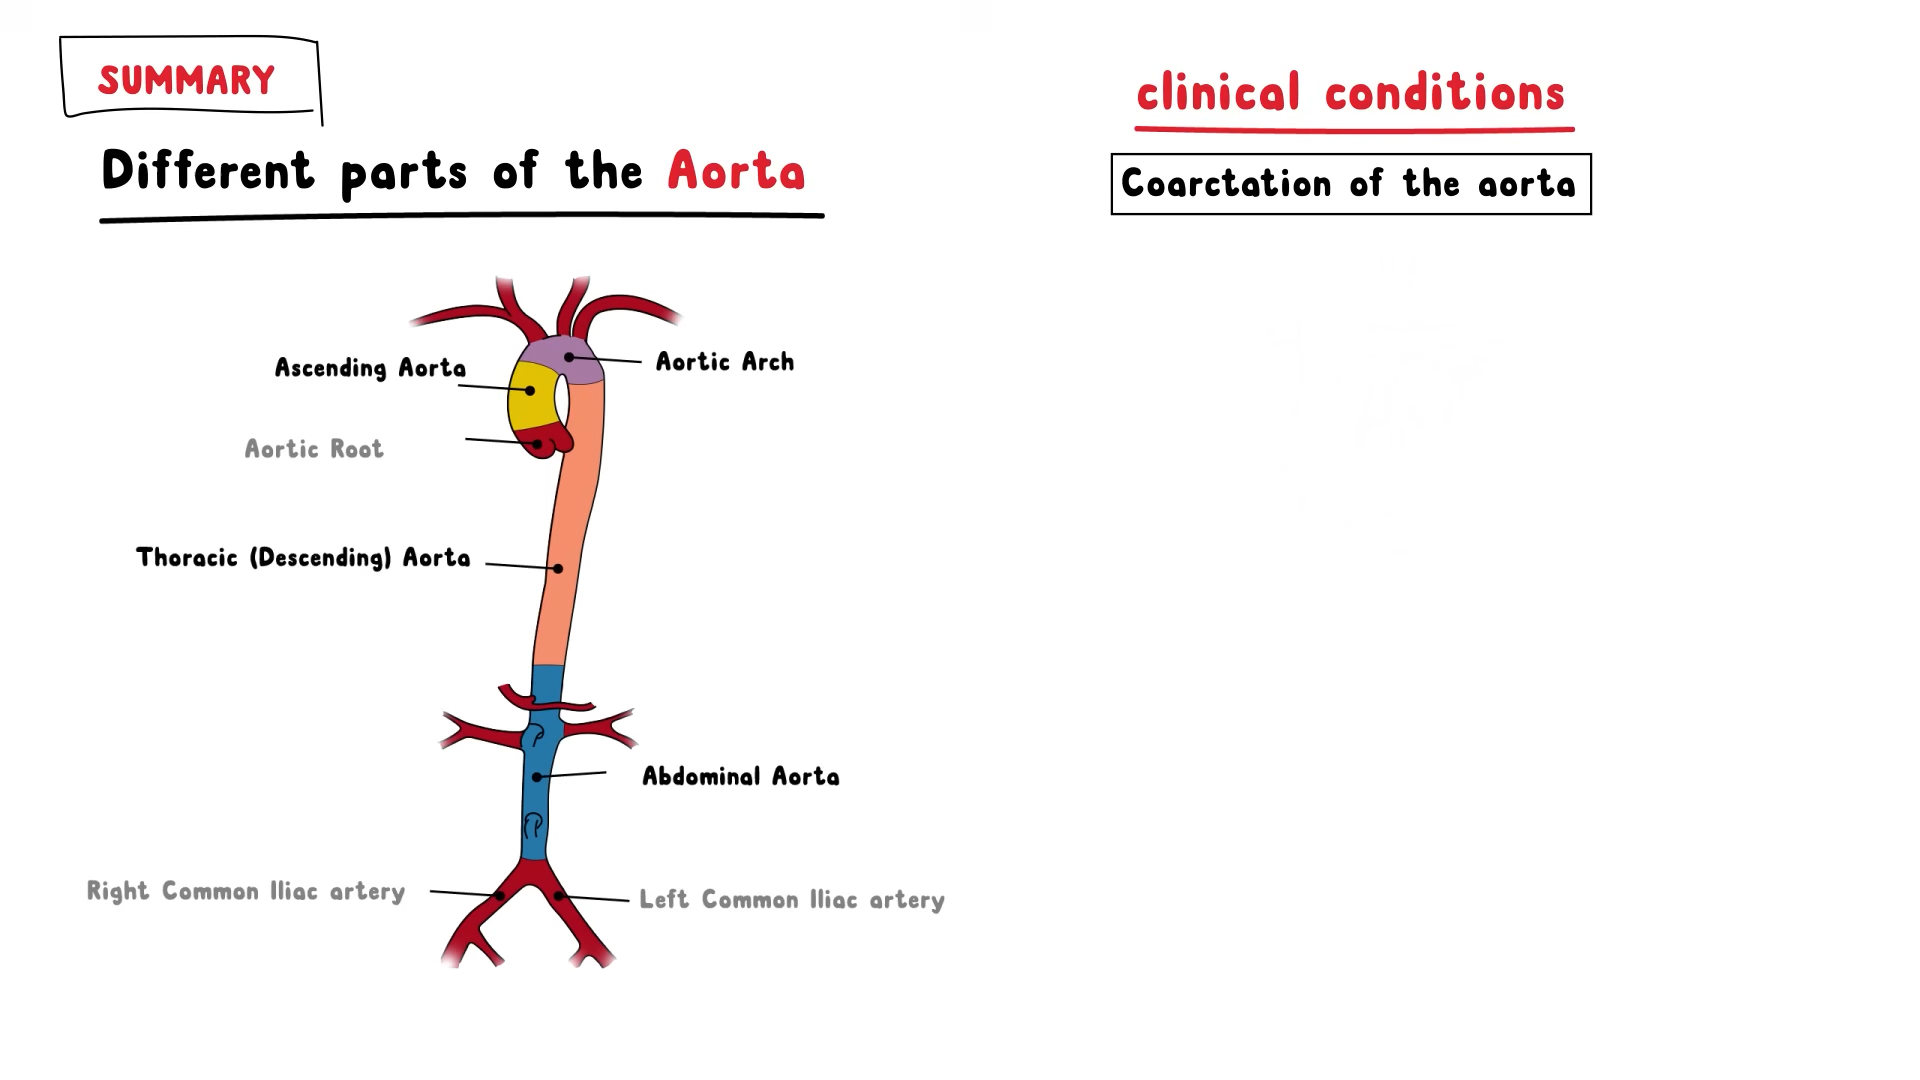 SUMMARY
Different parts of the Aorta
Ascending Aorta
Aortic Arch
Aortic Root
Thoracic (Descending) Aorta
Abdominal Aorta
Right Common Iliac artery
Left Common Iliac artery
clinical conditions
Coarctation of the aorta